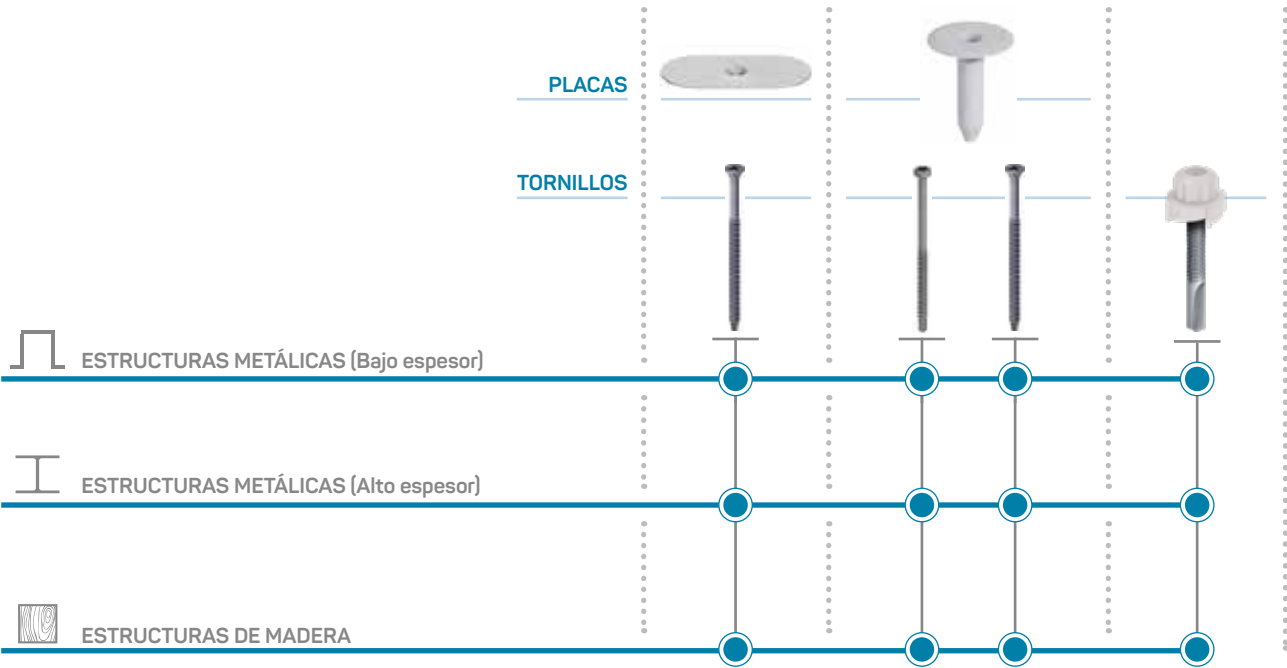 PLACAS
TORNILLOS
ESTRUCTURAS METÁLICAS (Bajo espesor)
ESTRUCTURAS METÁLICAS (Alto espesor)
ESTRUCTURAS DE MADERA